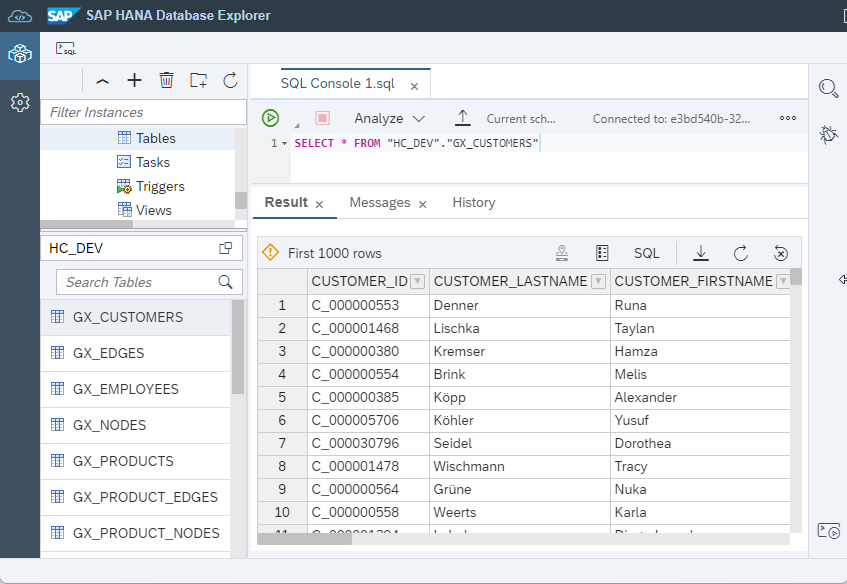 SAP SAP HANA Database Explorer
SQL
SQL Console 1.sql
Filter Instances
Tables
Tasks
Triggers
Views
HC_DEV
Search Tables
GX_CUSTOMERS
GX_EDGES
GX_EMPLOYEES
GX_NODES
GX_PRODUCTS
GX_PRODUCT_EDGES
GX_PRODUCT_NODES
Analyze Current sch... Connected to: e3bd540b-32...
1 SELECT * FROM "HC_DEV"."GX_CUSTOMERS"
Result Messages History
First 1000 rows SQL
CUSTOMER_ID CUSTOMER_LASTNAME CUSTOMER_FIRSTNAME
1 C_000000553 Denner Runa
2 C_000001468 Lischka Taylan
3 C_000000380 Kremser Hamza
4 C_000000554 Brink Melis
5 C_000000385 Köpp Alexander
6 C_000005706 Köhler Yusuf
7 C_000030796 Seidel Dorothea
8 C_000001478 Wischmann Tracy
9 C_000000564 Grüne Nuka
10 C_000000558 Weerts Karla